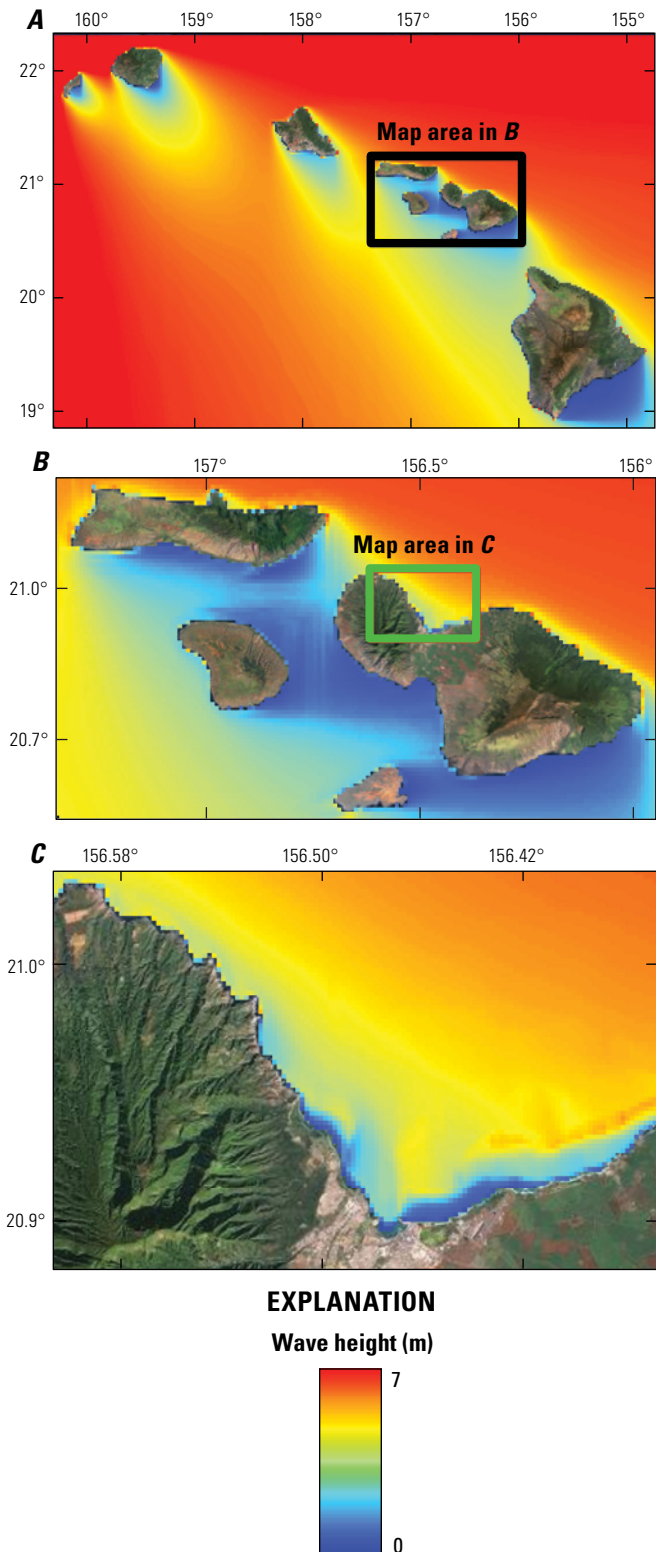 A
160° 159° 158° 157° 156° 155°
22°
Map area in B
21°
20°
19°
B
157° 156.5° 156°
Map area in C
21.0°
20.7°
C
156.58° 156.50° 156.42°
21.0°
20.9°
EXPLANATION
Wave height (m)
7
0